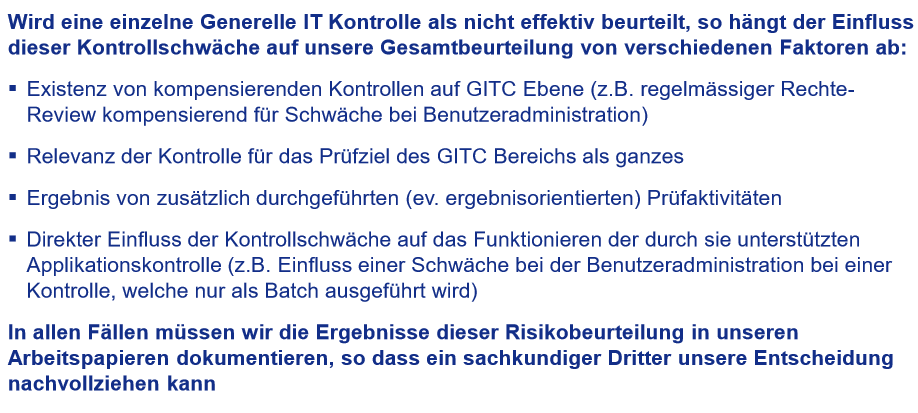 Wird eine einzelne Generelle IT Kontrolle als nicht effektiv beurteilt, so hängt der Einfluss
dieser Kontrollschwäche auf unsere Gesamtbeurteilung von verschiedenen Faktoren ab:
▪ Existenz von kompensierenden Kontrollen auf GITC Ebene (z.B. regelmässiger Rechte-
Review kompensierend für Schwäche bei Benutzeradministration)
▪ Relevanz der Kontrolle für das Prüfziel des GITC Bereichs als ganzes
▪ Ergebnis von zusätzlich durchgeführten (ev. ergebnisorientierten) Prüfaktivitäten
▪ Direkter Einfluss der Kontrollschwäche auf das Funktionieren der durch sie unterstützten
Applikationskontrolle (z.B. Einfluss einer Schwäche bei der Benutzeradministration bei einer
Kontrolle, welche nur als Batch ausgeführt wird)
In allen Fällen müssen wir die Ergebnisse dieser Risikobeurteilung in unseren
Arbeitspapieren dokumentieren, so dass ein sachkundiger Dritter unsere Entscheidung
nachvollziehen kann